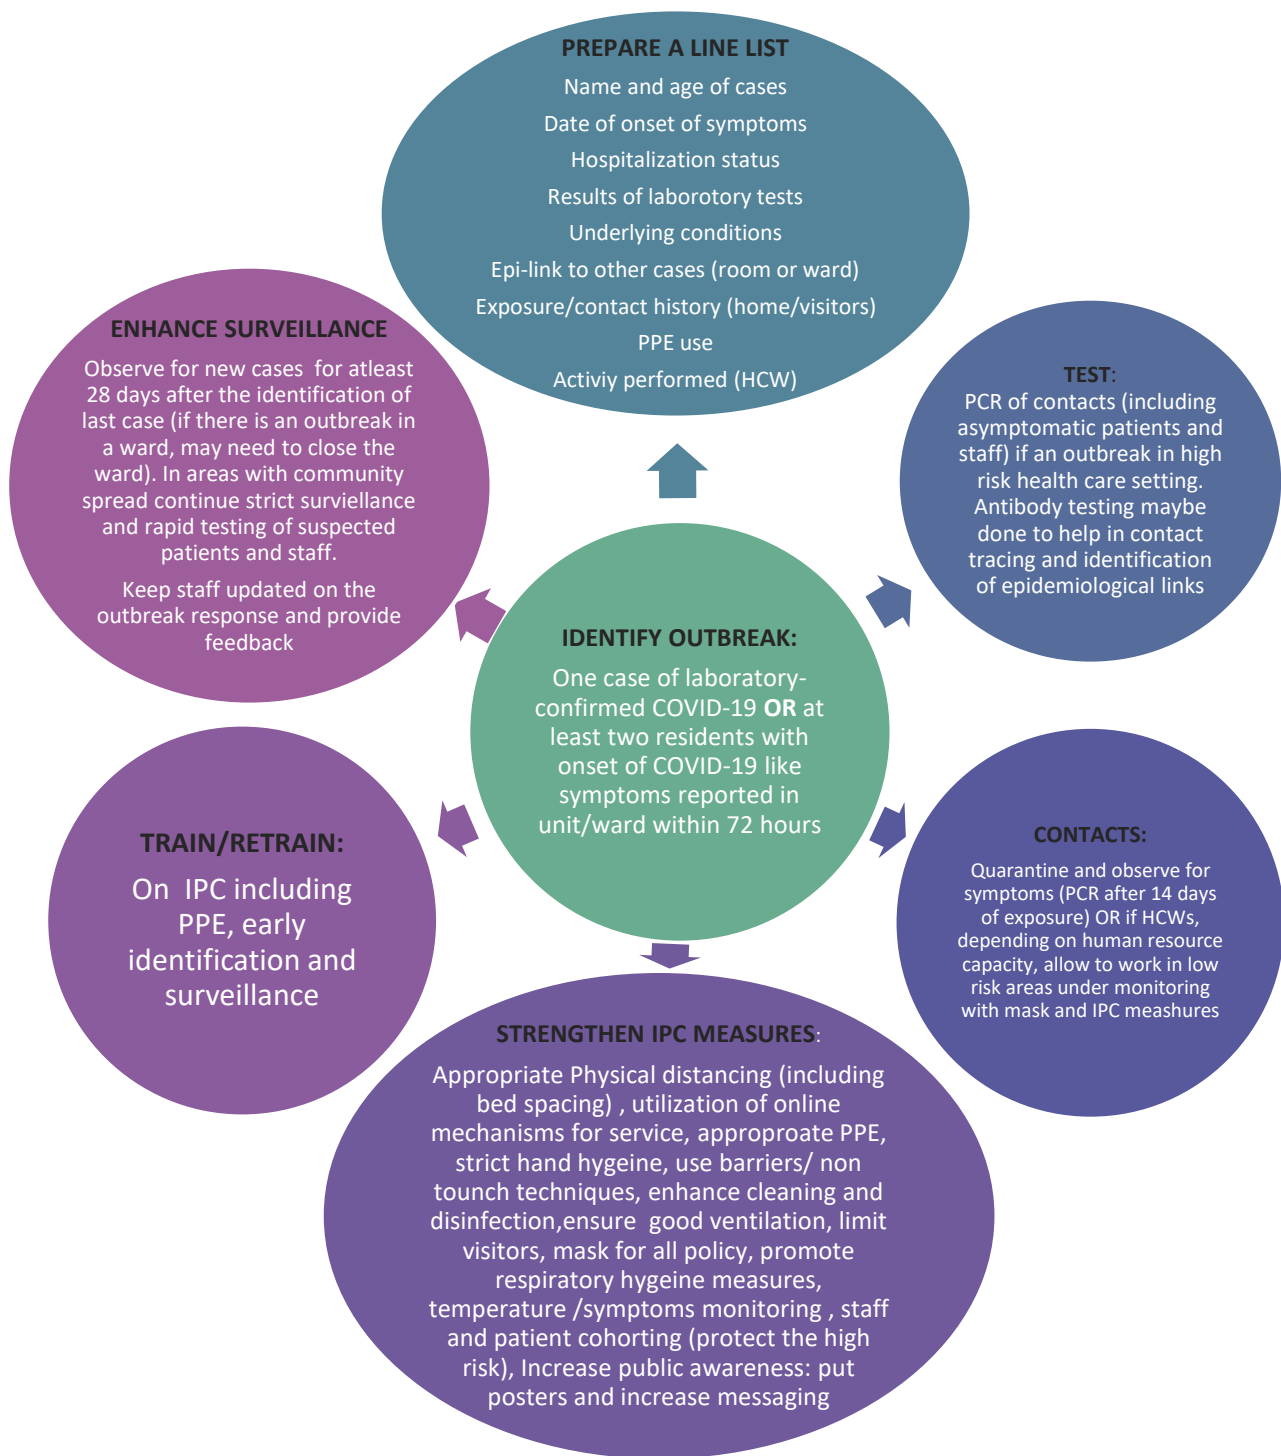 PREPARE A LINE LIST
Name and age of cases
Date of onset of symptoms
Hospitalization status
Results of laborotory tests
Underlying conditions
Epi-link to other cases (room or ward)
Exposure/contact history (home/visitors)
PPE use
Activiy performed (HCW)
TEST:
PCR of contacts (including
asymptomatic patients and
staff) if an outbreak in high
risk health care setting.
Antibody testing maybe
done to help in contact
tracing and identification
of epidemiological links
CONTACTS:
Quarantine and observe for
symptoms (PCR after 14 days
of exposure) OR if HCWs,
depending on human resource
capacity, allow to work in low
risk areas under monitoring
with mask and IPC meashures
STRENGTHEN IPC MEASURES:
Appropriate Physical distancing (including
bed spacing) , utilization of online
mechanisms for service, approproate PPE,
strict hand hygeine, use barriers/ non
tounch techniques, enhance cleaning and
disinfection,ensure good ventilation, limit
visitors, mask for all policy, promote
respiratory hygeine measures,
temperature /symptoms monitoring , staff
and patient cohorting (protect the high
risk), Increase public awareness: put
posters and increase messaging
TRAIN/RETRAIN:
On IPC including
PPE, early
identification and
surveillance
ENHANCE SURVEILLANCE
Observe for new cases for atleast
28 days after the identification of
last case (if there is an outbreak in
a ward, may need to close the
ward). In areas with community
spread continue strict surviellance
and rapid testing of suspected
patients and staff.
Keep staff updated on the
outbreak response and provide
feedback
IDENTIFY OUTBREAK:
One case of laboratory-
confirmed COVID-19 OR at
least two residents with
onset of COVID-19 like
symptoms reported in
unit/ward within 72 hours